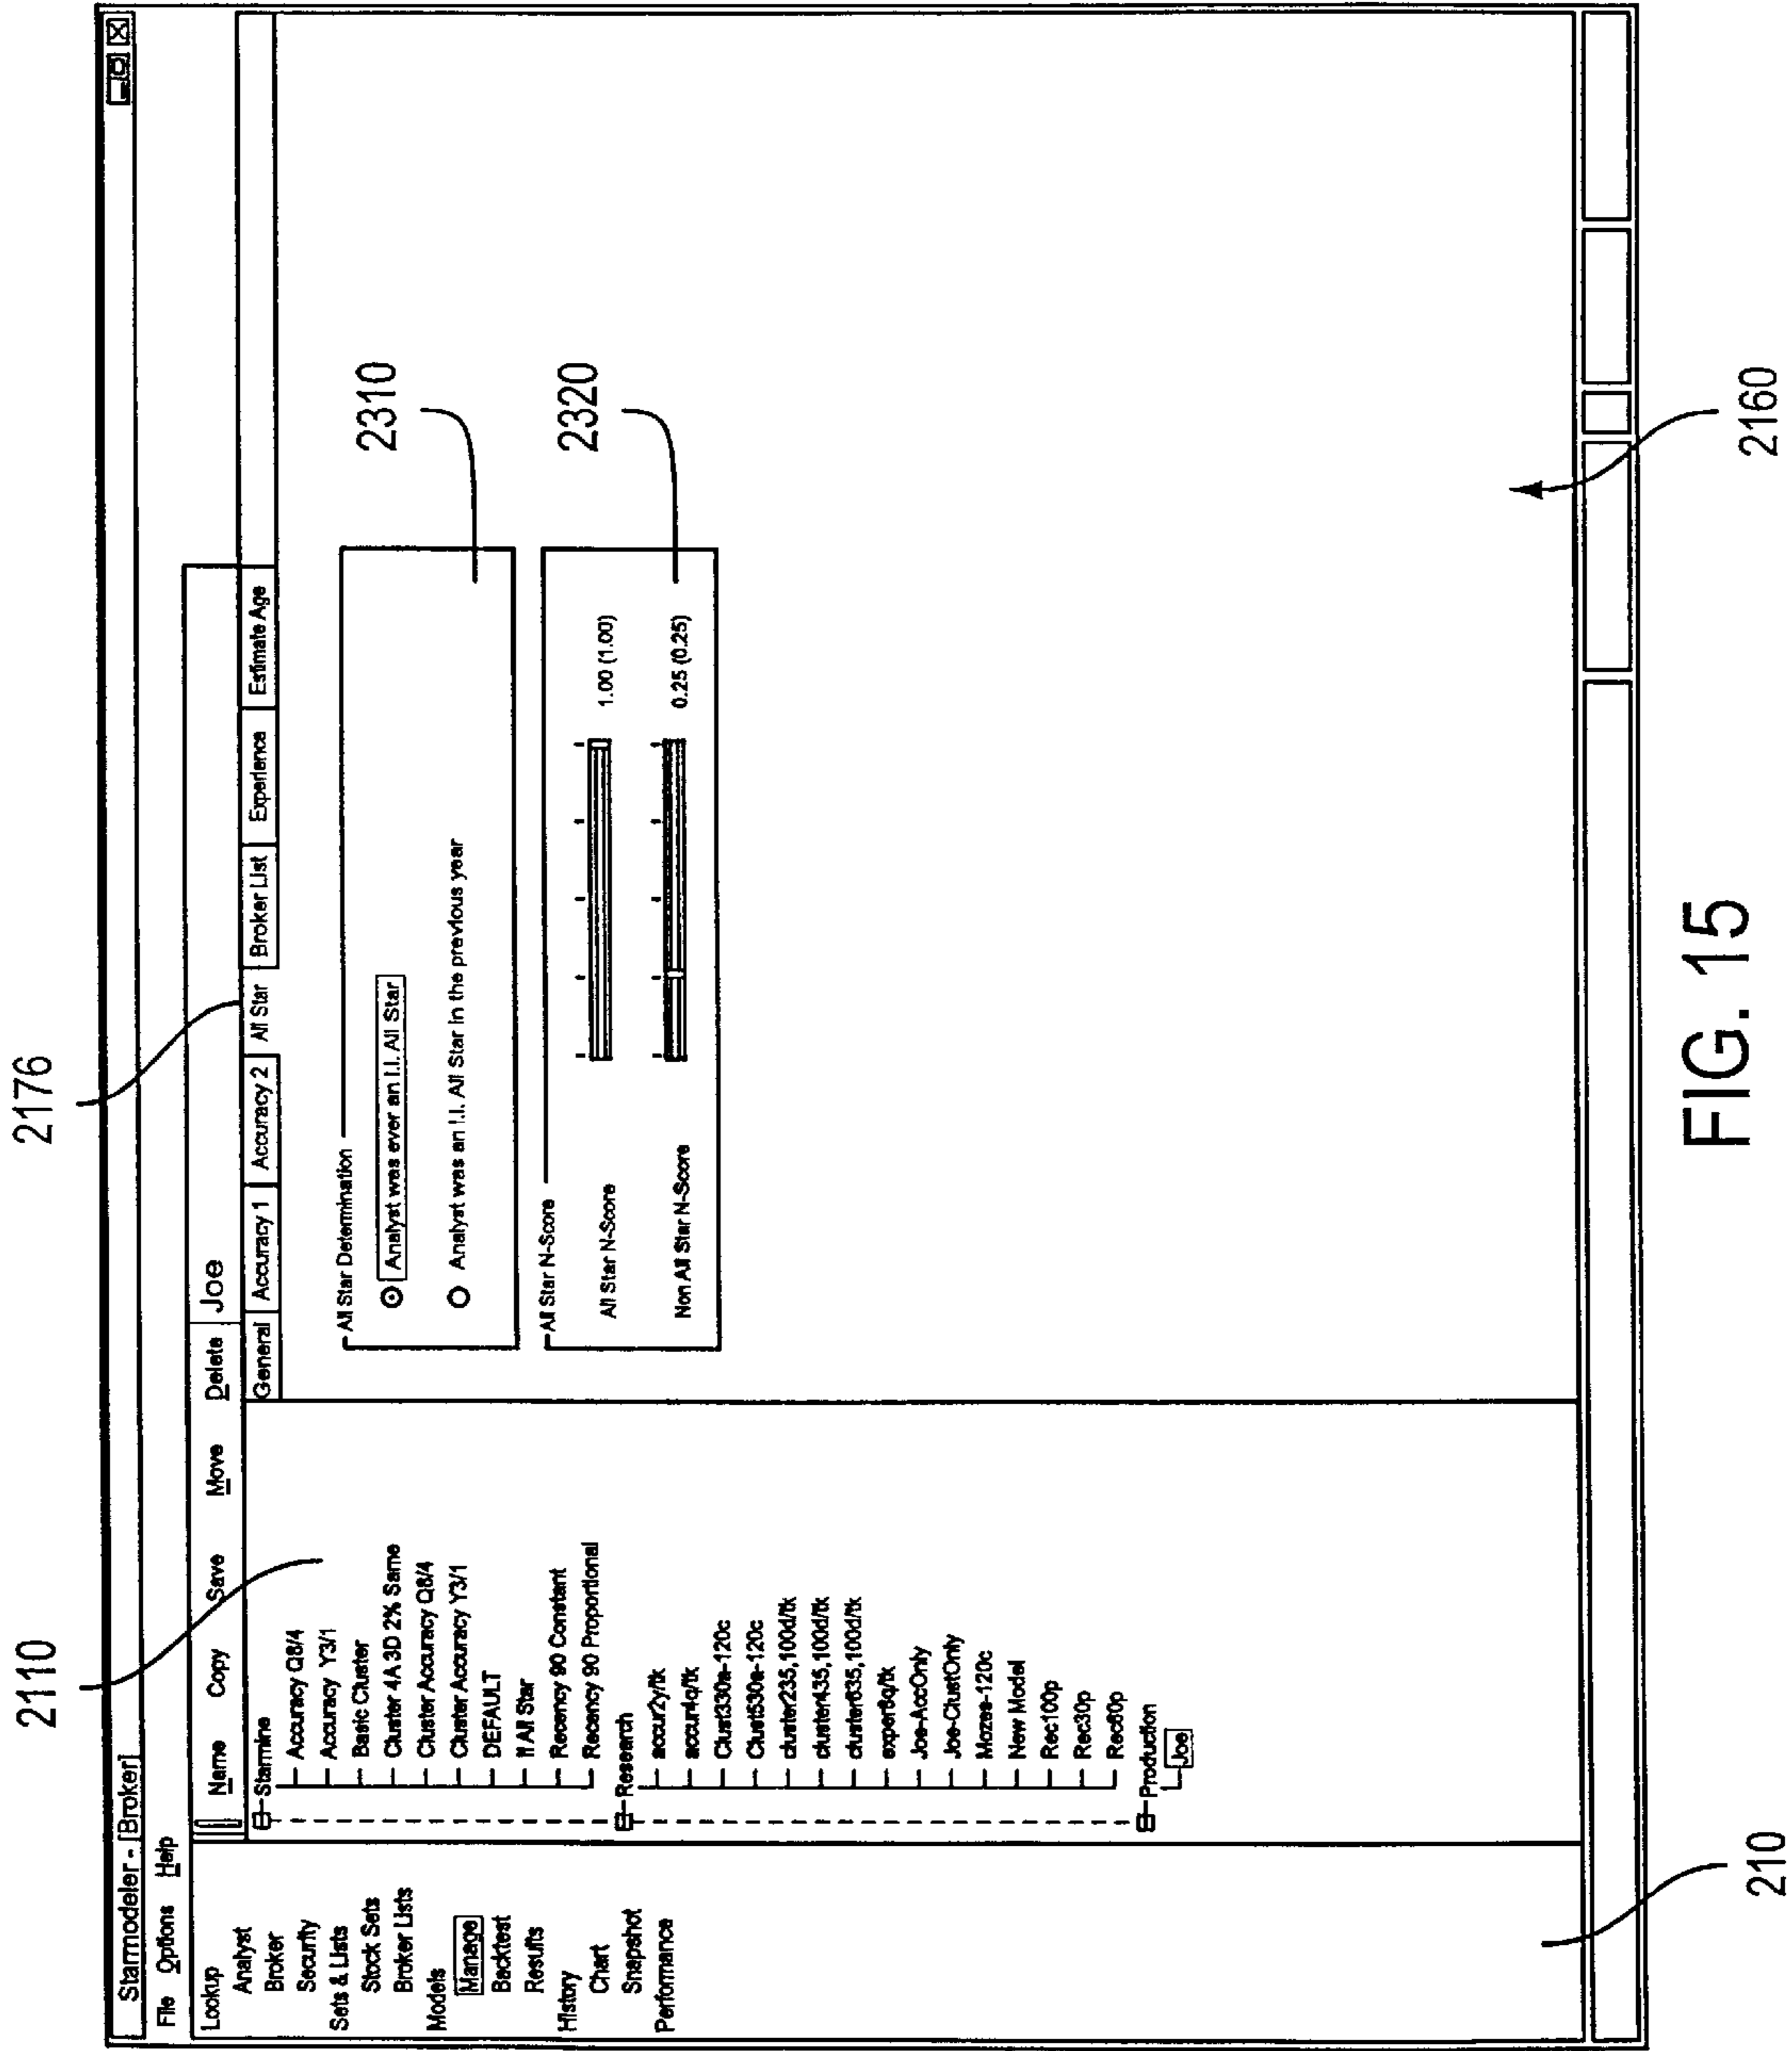 2110
2176
Starmodeler - [Broker]
File Options Help
Name Copy Save Move Delete Joe
General Accuracy 1 Accuracy 2 All Star Broker List Experience Estimate Age
Lookup
Analyst
Broker
Security
Sets & Lists
Stock Sets
Broker Lists
Models
Manage
Backtest
Results
History
Chart
Snapshot
Performance
Starmine
Accuracy Q8/4
Accuracy Y3/1
Basic Cluster
Cluster 4A 3D 2% Same
Cluster Accuracy Q8/4
Cluster Accuracy Y3/1
DEFAULT
If All Star
Recency 90 Constant
Recency 90 Proportional
Research
accur2y/tk
accur4q/tk
Clust330e-120c
Clust530e-120c
cluster235,100d/tk
cluster435,100d/tk
cluster635,100d/tk
exper8q/tk
Joe-AccOnly
Joe-ClustOnly
Mozes-120c
New Model
Rec100p
Rec30p
Rec60p
Production
Joe
All Star Determination
Analyst was ever an I.I. All Star
Analyst was an I.I. All Star in the previous year
2310
All Star N-Score
All Star N-Score 1.00 (1.00)
Non All Star N-Score 0.25 (0.25)
2320
210
2160
FIG. 15